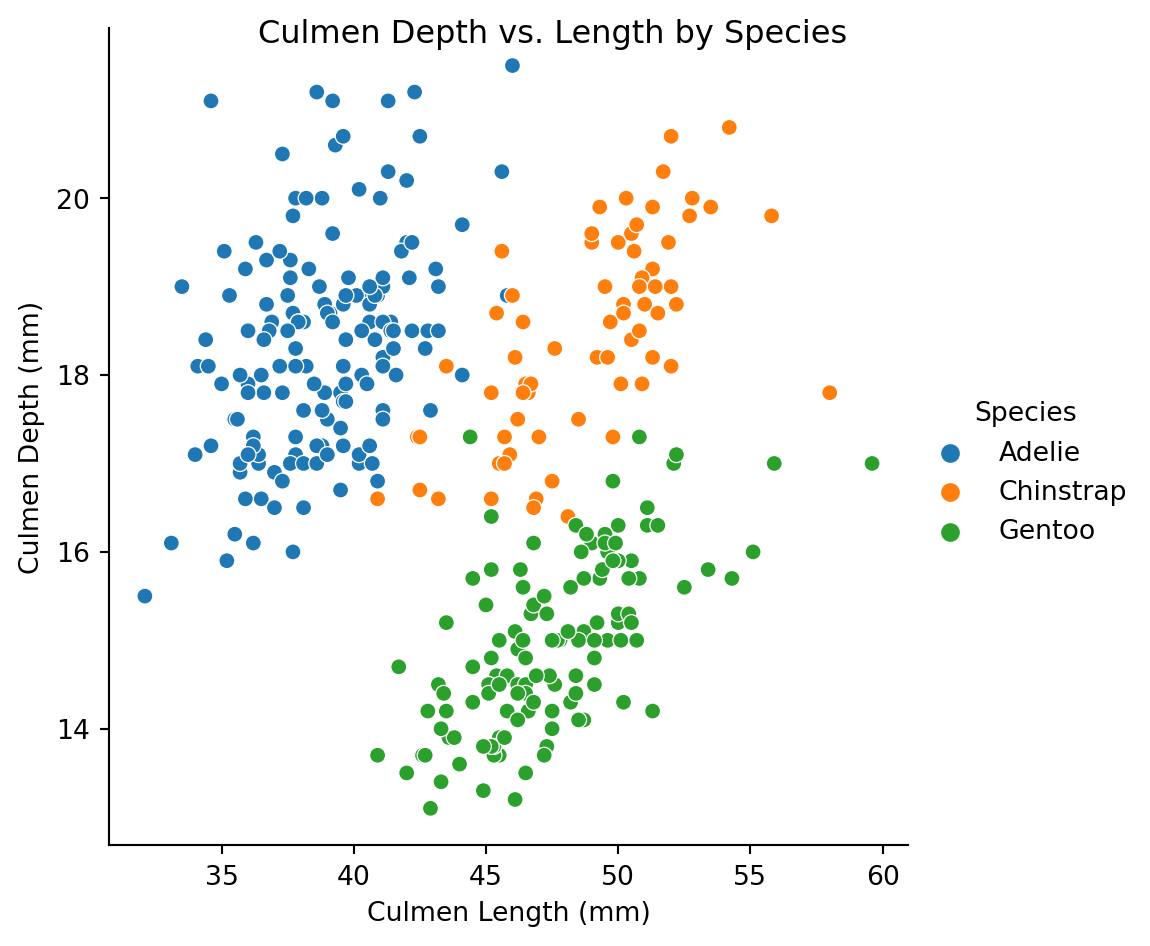 Culmen Depth vs. Length by Species
Culmen Depth (mm)
20
18
16
14
35 40 45 50 55 60
Culmen Length (mm)
Species
Adelie
Chinstrap
Gentoo